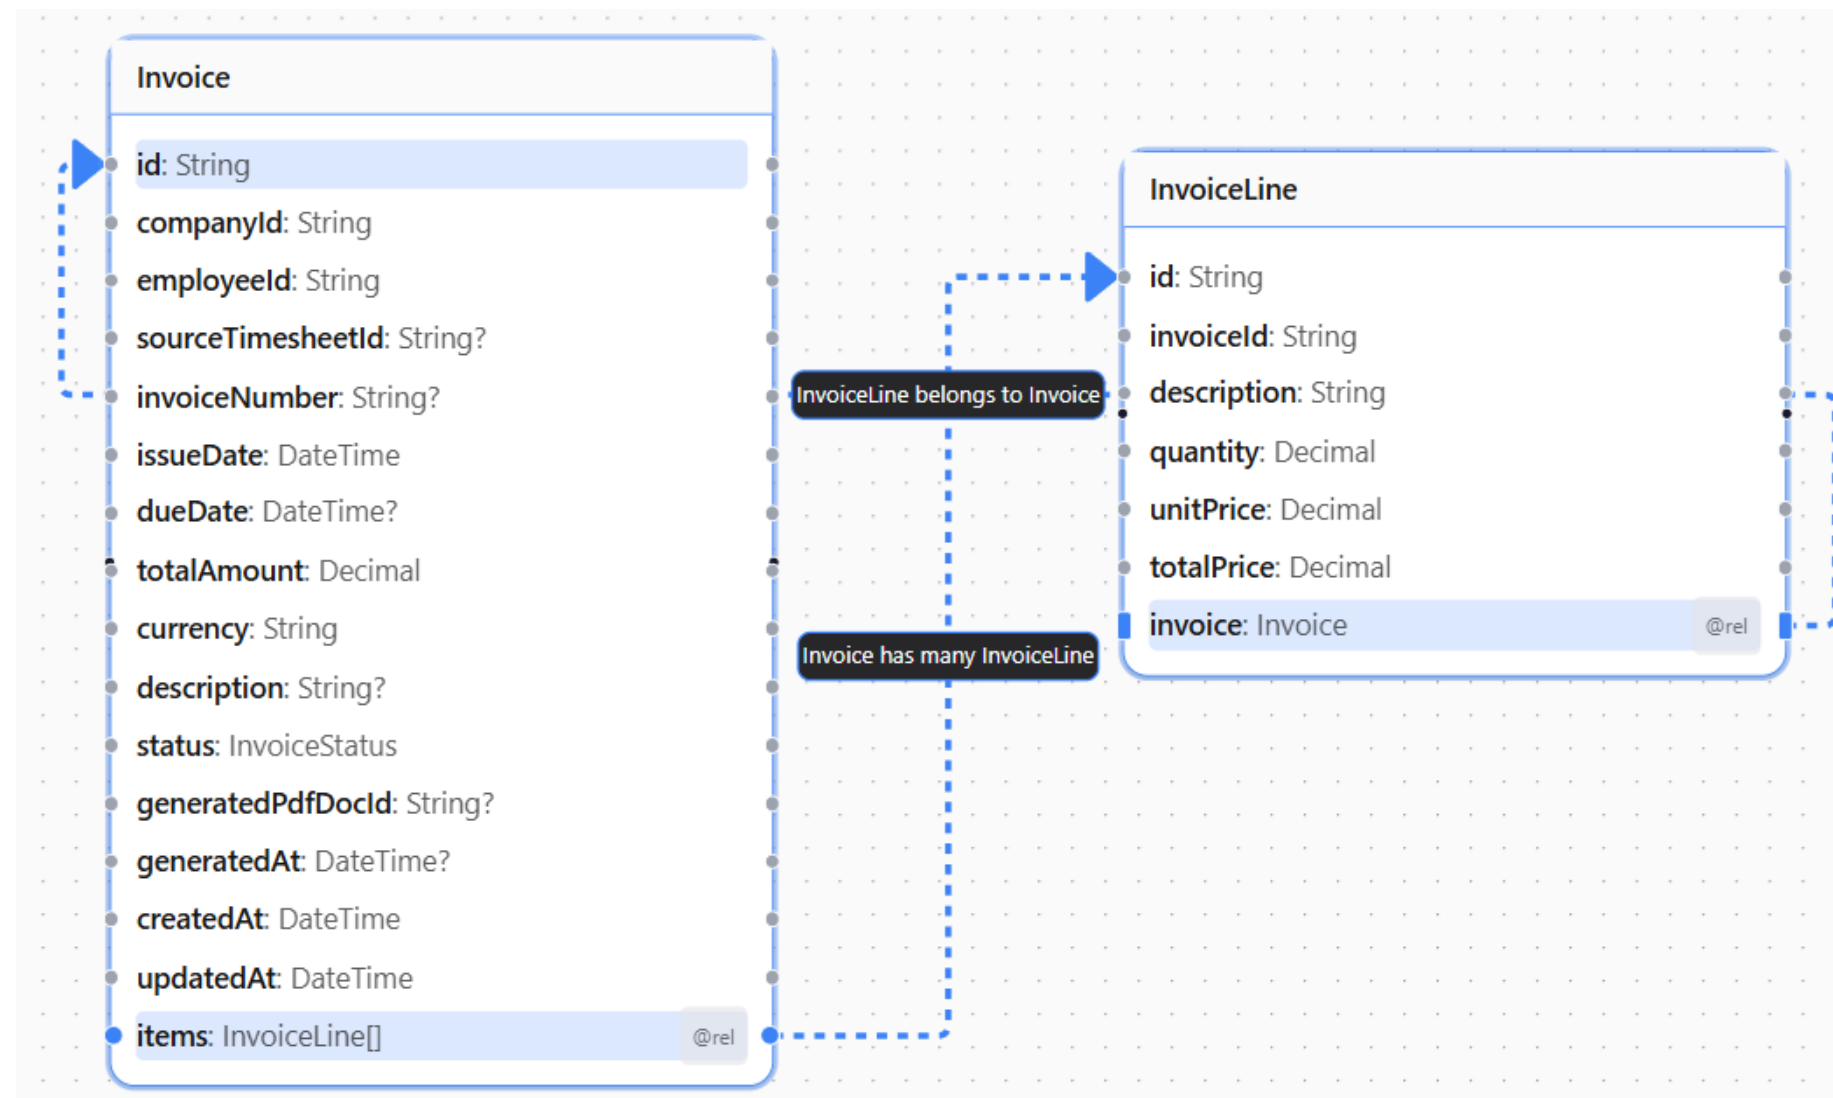 Invoice
id: String
companyId: String
employeeId: String
sourceTimesheetId: String?
invoiceNumber: String?
issueDate: DateTime
dueDate: DateTime?
totalAmount: Decimal
currency: String
description: String?
status: InvoiceStatus
generatedPdfDocId: String?
generatedAt: DateTime?
createdAt: DateTime
updatedAt: DateTime
items: InvoiceLine[] @rel
InvoiceLine belongs to Invoice
Invoice has many InvoiceLine
InvoiceLine
id: String
invoiceId: String
description: String
quantity: Decimal
unitPrice: Decimal
totalPrice: Decimal
invoice: Invoice @rel